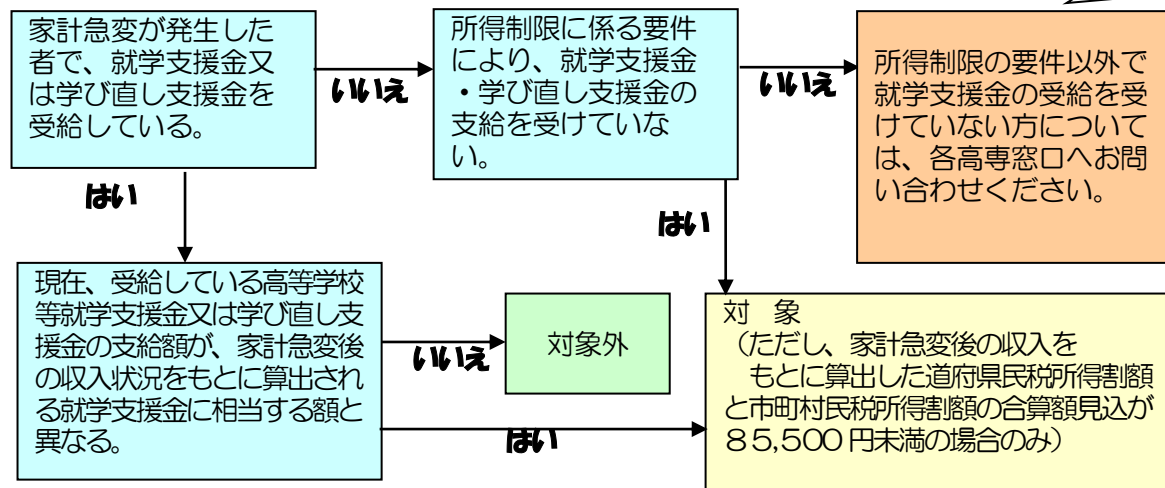 家計急変が発生した
者で、就学支援金又
は学び直し支援金を
受給している。
いいえ
所得制限に係る要件
により、就学支援金
・学び直し支援金の
支給を受けていな
い。
いいえ
所得制限の要件以外で
就学支援金の受給を受
けていない方について
は、各高専窓口へお問
い合わせください。
はい
はい
現在、受給している高等学校
等就学支援金又は学び直し支
援金の支給額が、家計急変後
の収入状況をもとに算出され
る就学支援金に相当する額と
異なる。
いいえ
対象外
はい
対　象
（ただし、家計急変後の収入を
もとに算出した道府県民税所得割額
と市町村民税所得割額の合算額見込が
８５,５００円未満の場合のみ）